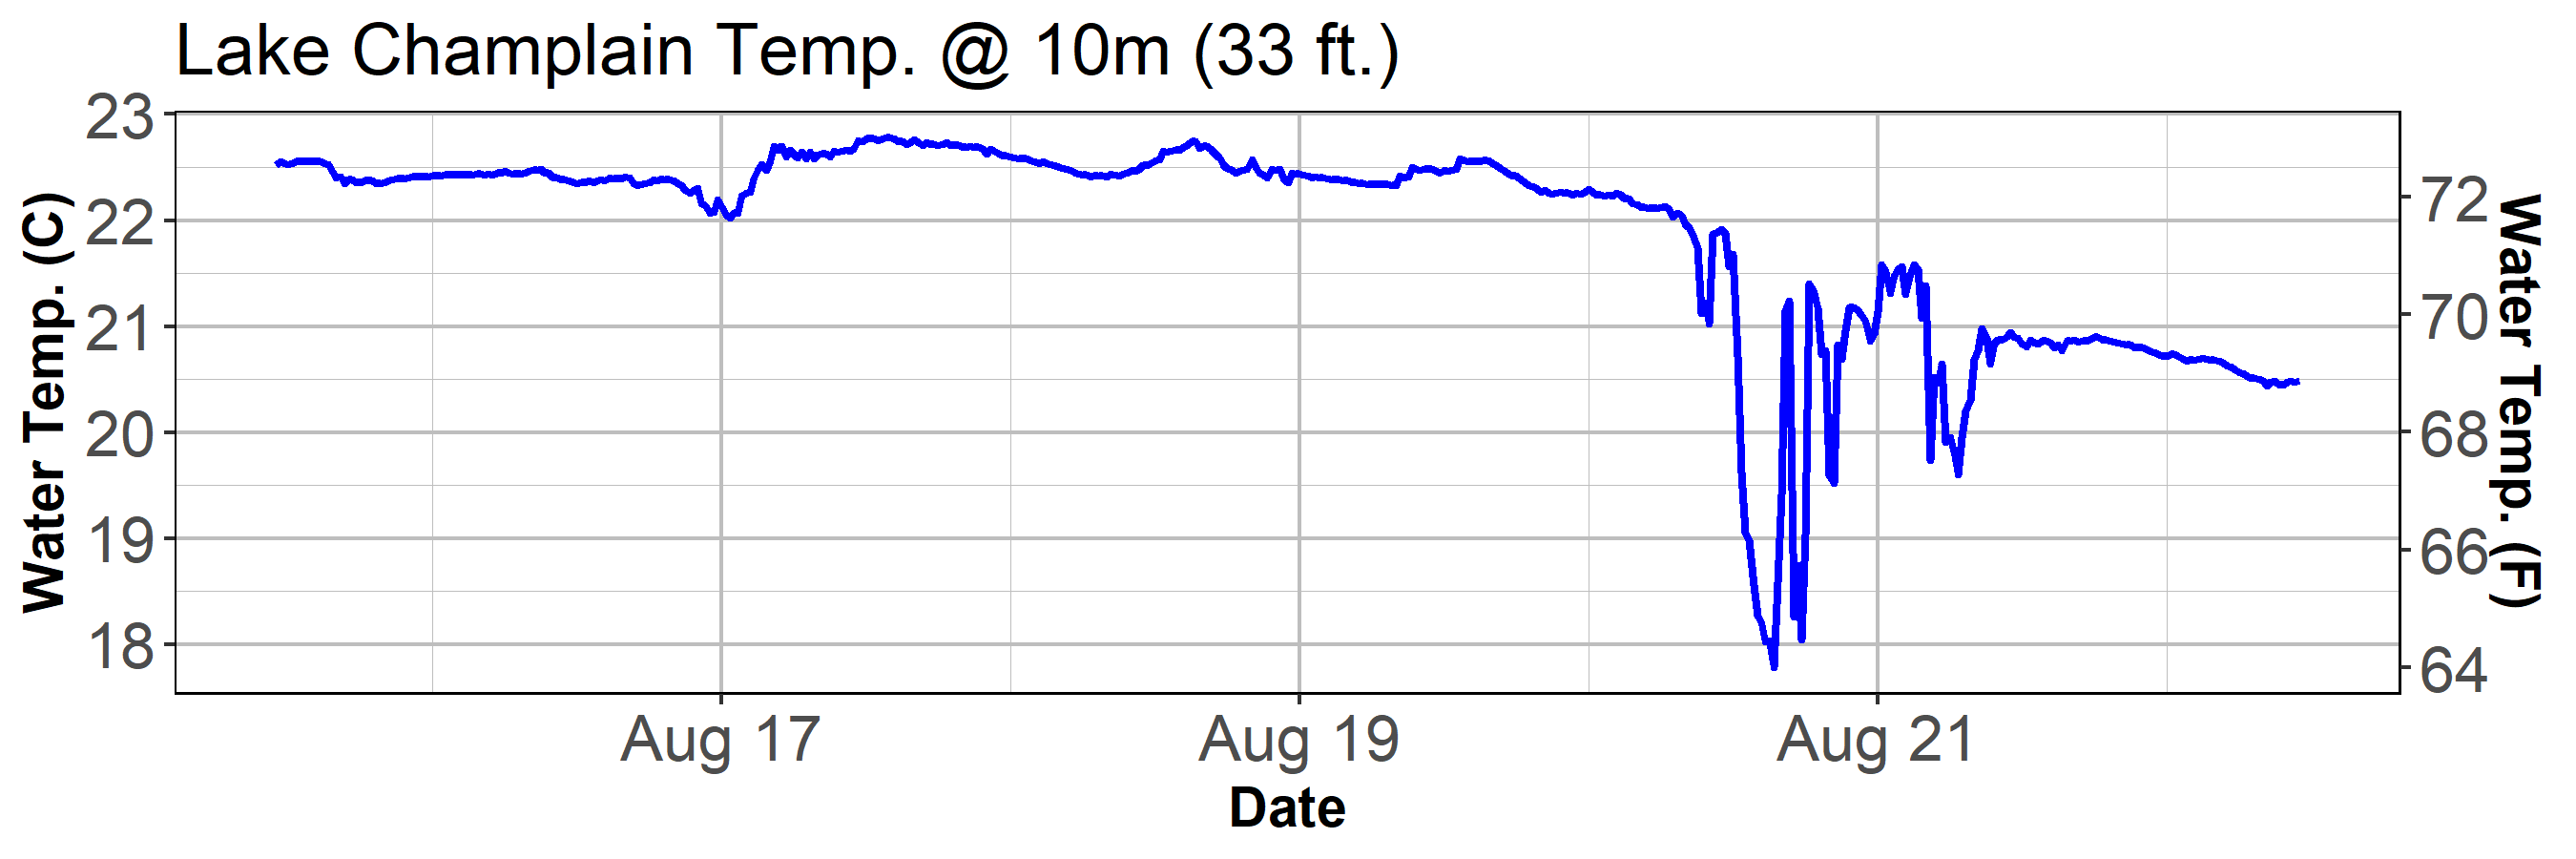 Lake Champlain Temp. @ 10m (33 ft.)
23
22
21
20
19
18
Water Temp. (C)
72
70
68
66
64
Water Temp. (F)
Aug 17
Aug 19
Aug 21
Date